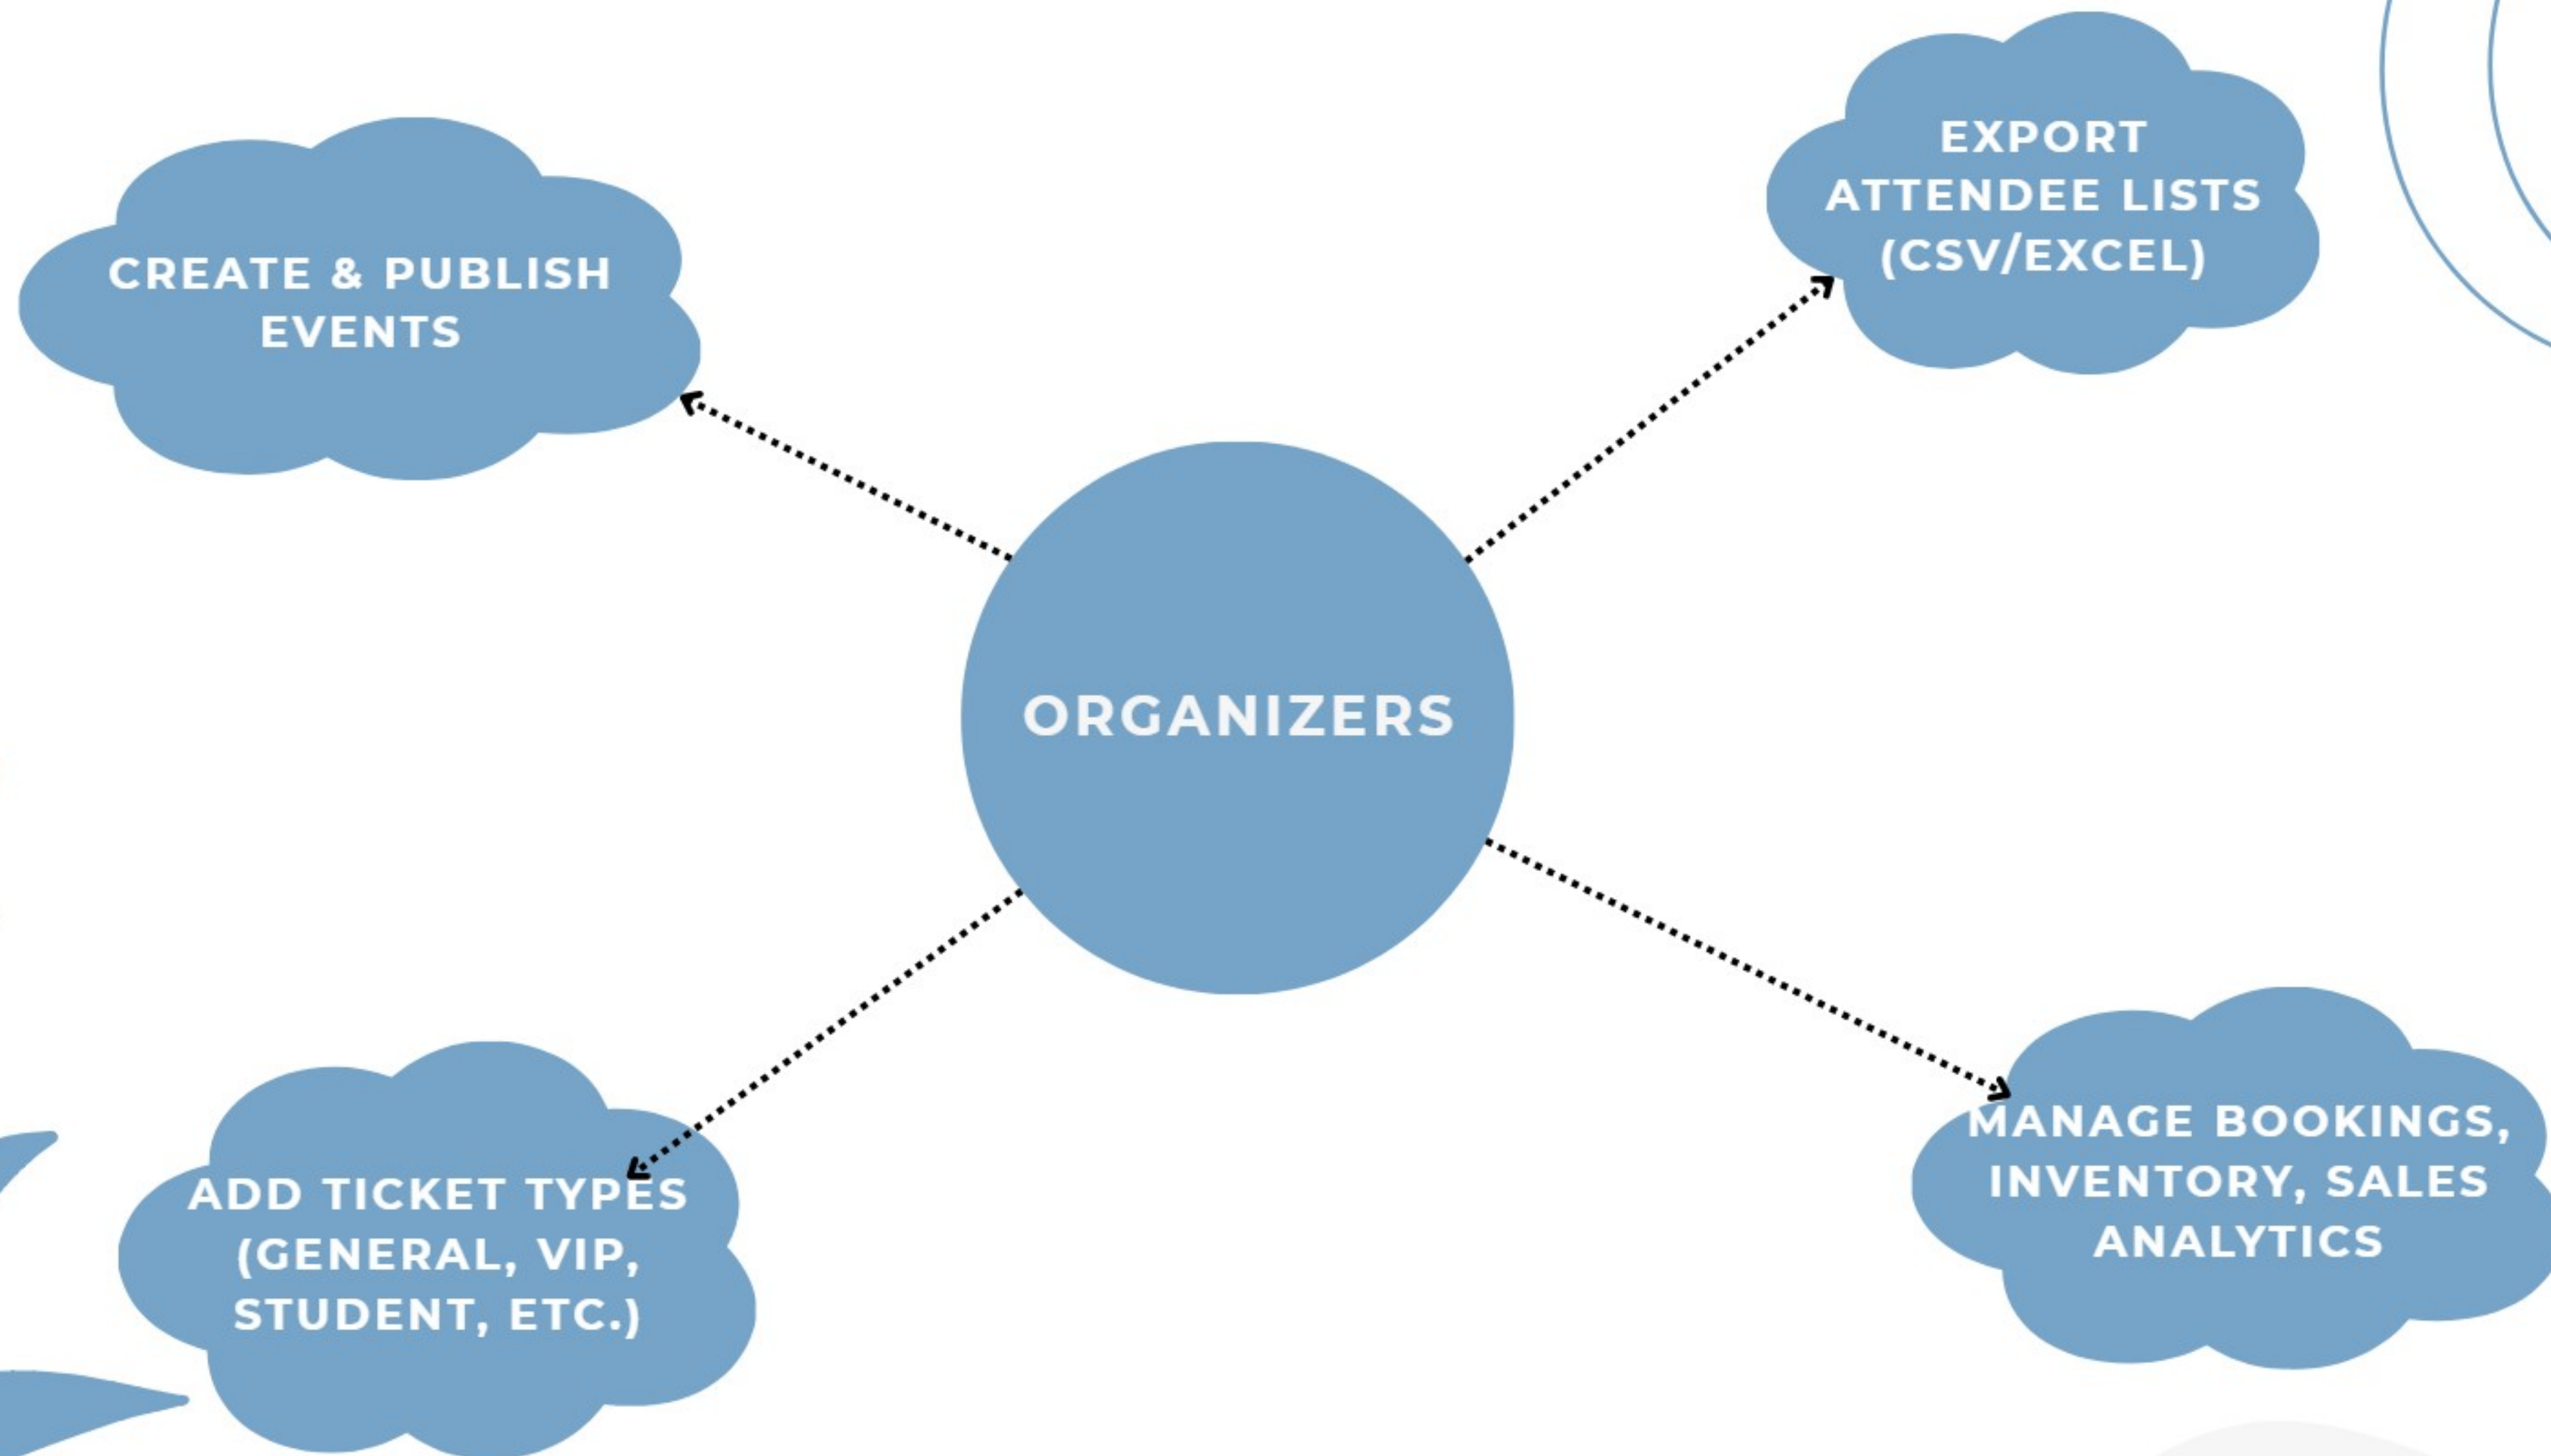 EXPORT
ATTENDEE LISTS
(CSV/EXCEL)
CREATE & PUBLISH
EVENTS
ORGANIZERS
MANAGE BOOKINGS,
INVENTORY, SALES
ANALYTICS
ADD TICKET TYPES
(GENERAL, VIP,
STUDENT, ETC.)